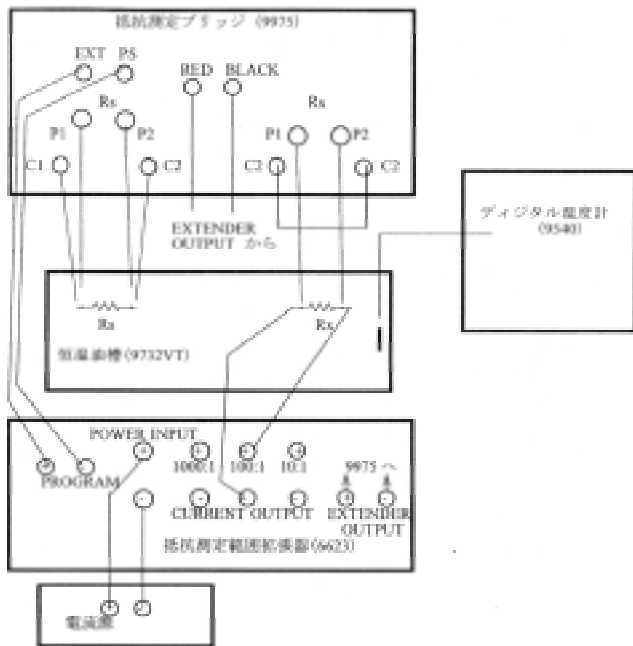 抵抗測定ブリッジ (9975)
EXT PS
RED BLACK
Rs
Rx
P1 P2
P1 P2
C1 C2
C2 C2
EXTENDER
OUTPUT から
ディジタル温度計
(9540)
Rx
Rx
恒温油槽(9732VT)
POWER INPUT
1000:1 100:1 10:1
9975 へ
PROGRAM
CURRENT OUTPUT
EXTENDER
OUTPUT
抵抗測定範囲拡張器(6623)
電流源